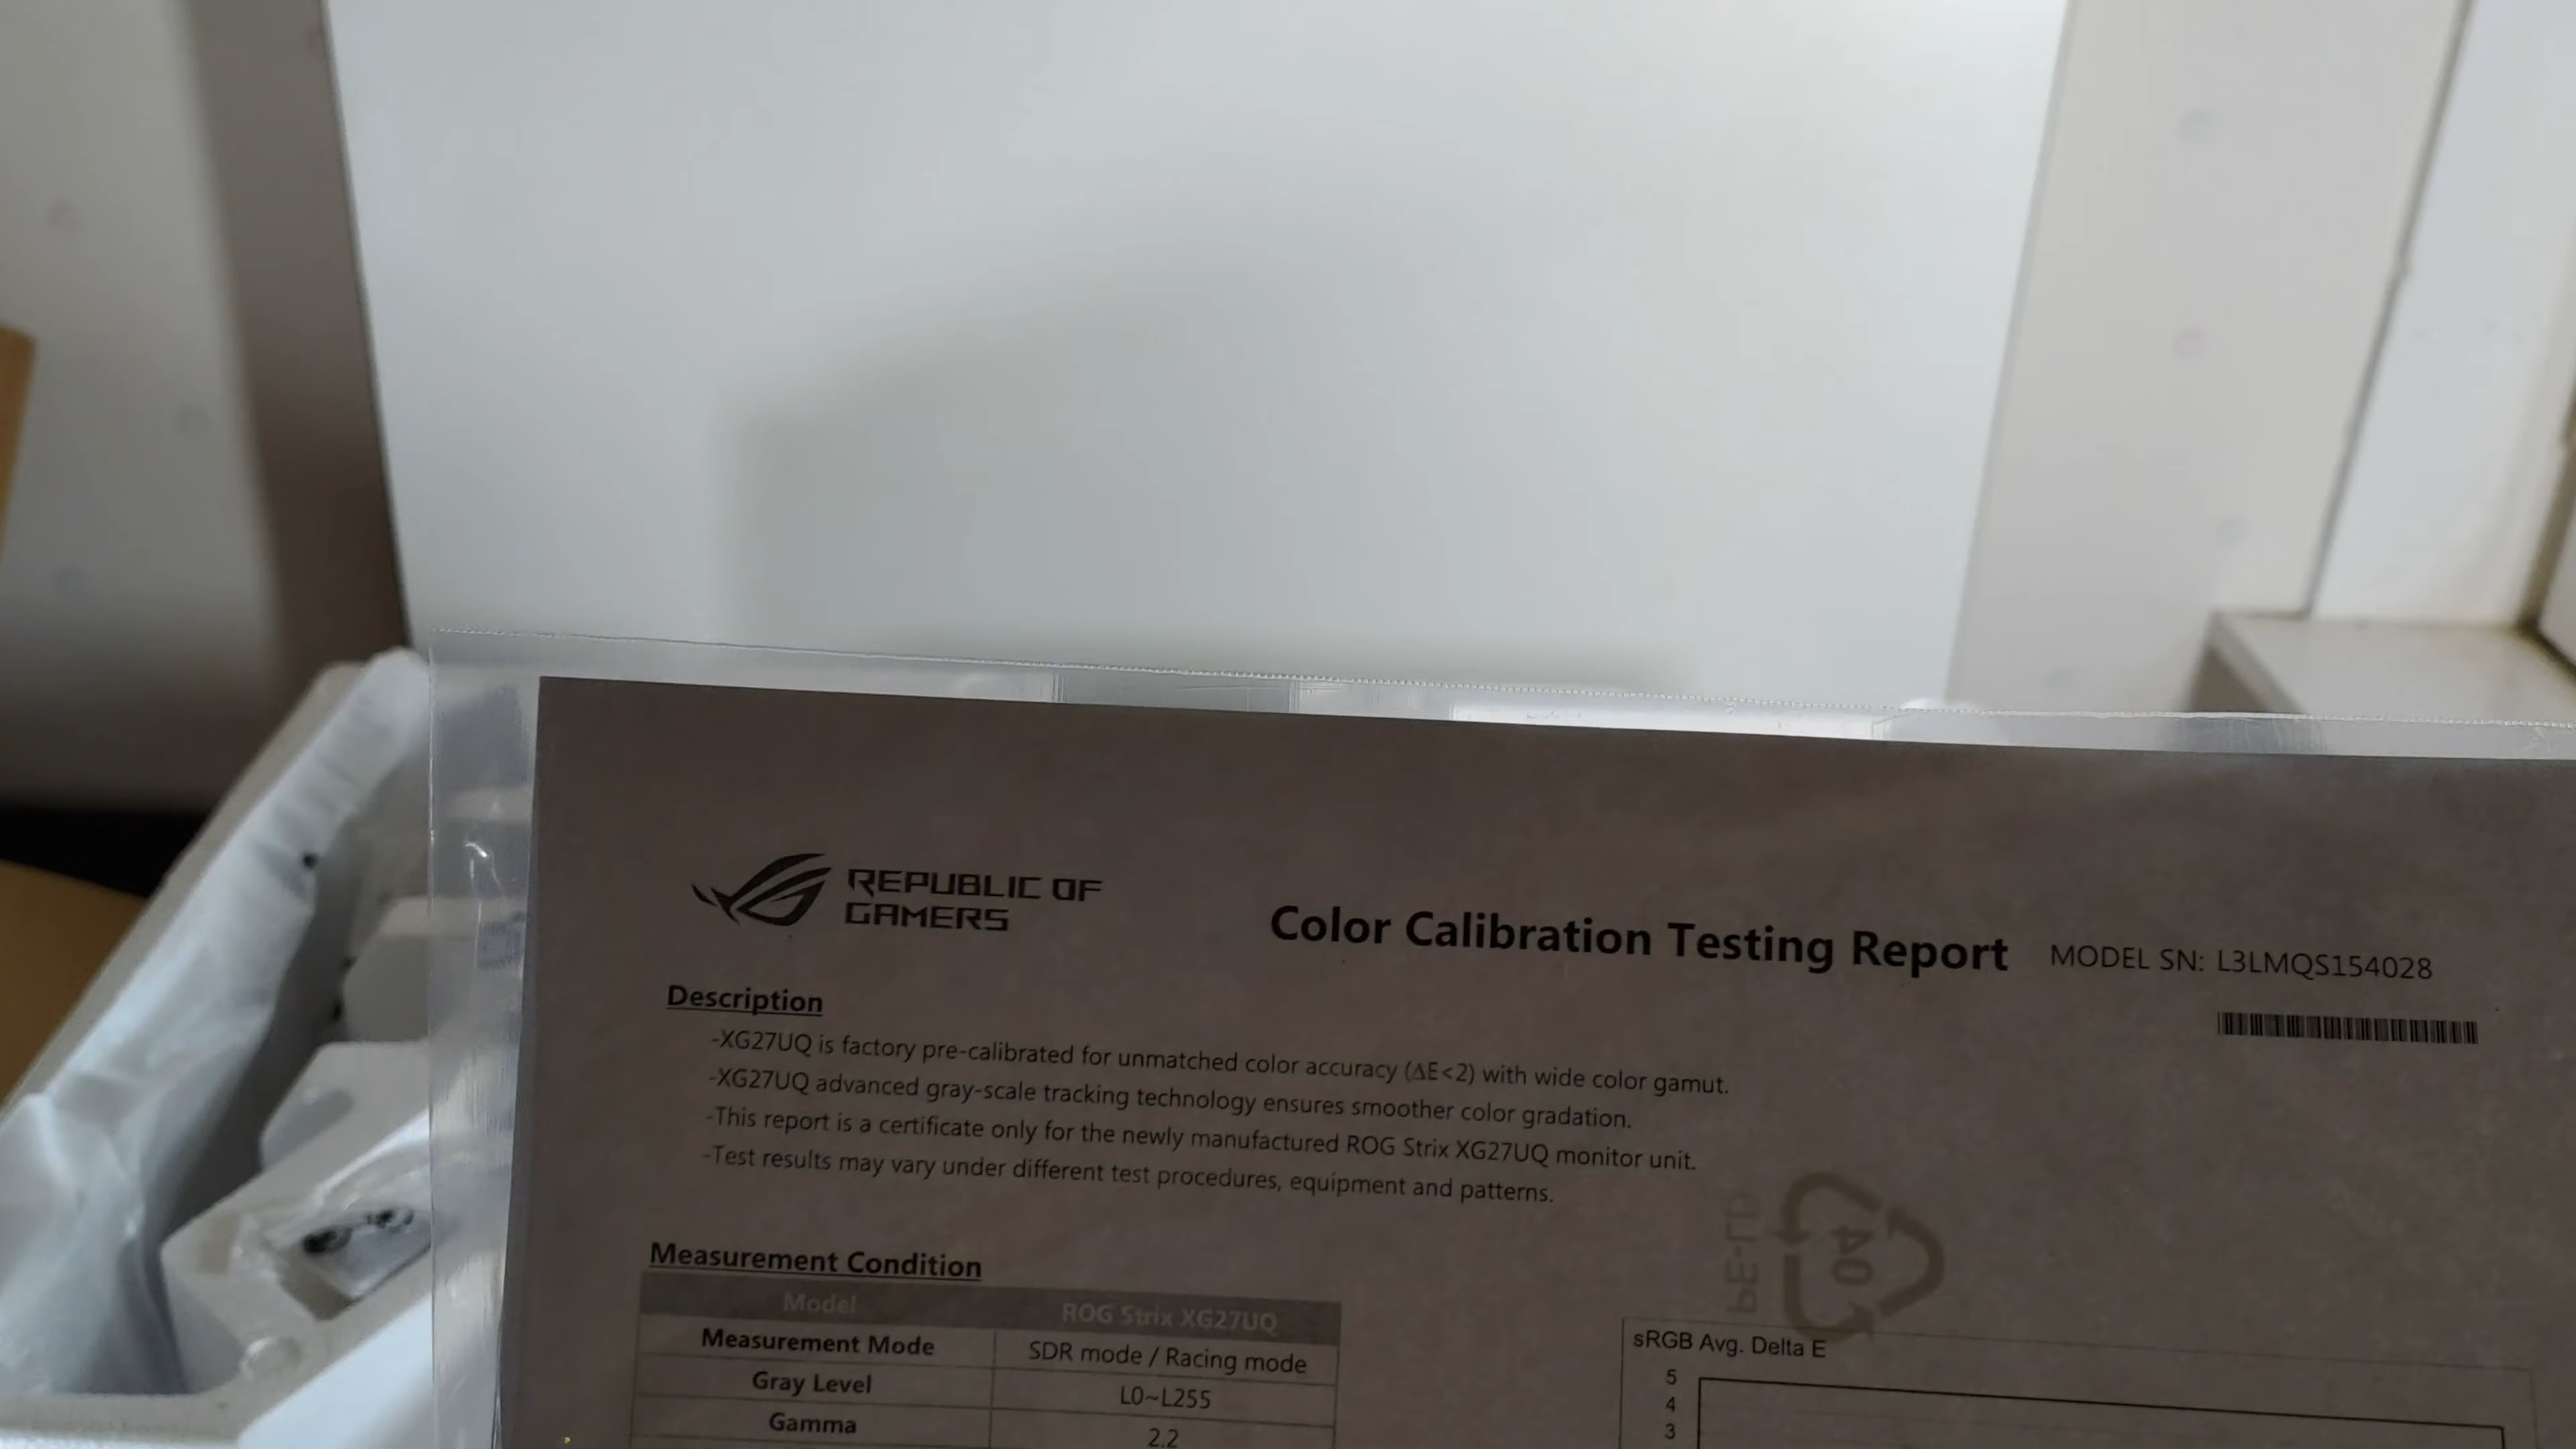 REPUBLIC OF
GAMERS
Color Calibration Testing Report
MODEL SN: L3LMQS154028
Description
-XG27UQ is factory pre-calibrated for unmatched color accuracy (ΔE<2) with wide color gamut.
-XG27UQ advanced gray-scale tracking technology ensures smoother color gradation.
-This report is a certificate only for the newly manufactured ROG Strix XG27UQ monitor unit.
-Test results may vary under different test procedures, equipment and patterns.
04
PE-LD
Measurement Condition
Model ROG Strix XG27UQ
Measurement Mode SDR mode / Racing mode
Gray Level L0~L255
Gamma 2.2
sRGB Avg. Delta E
5
4
3